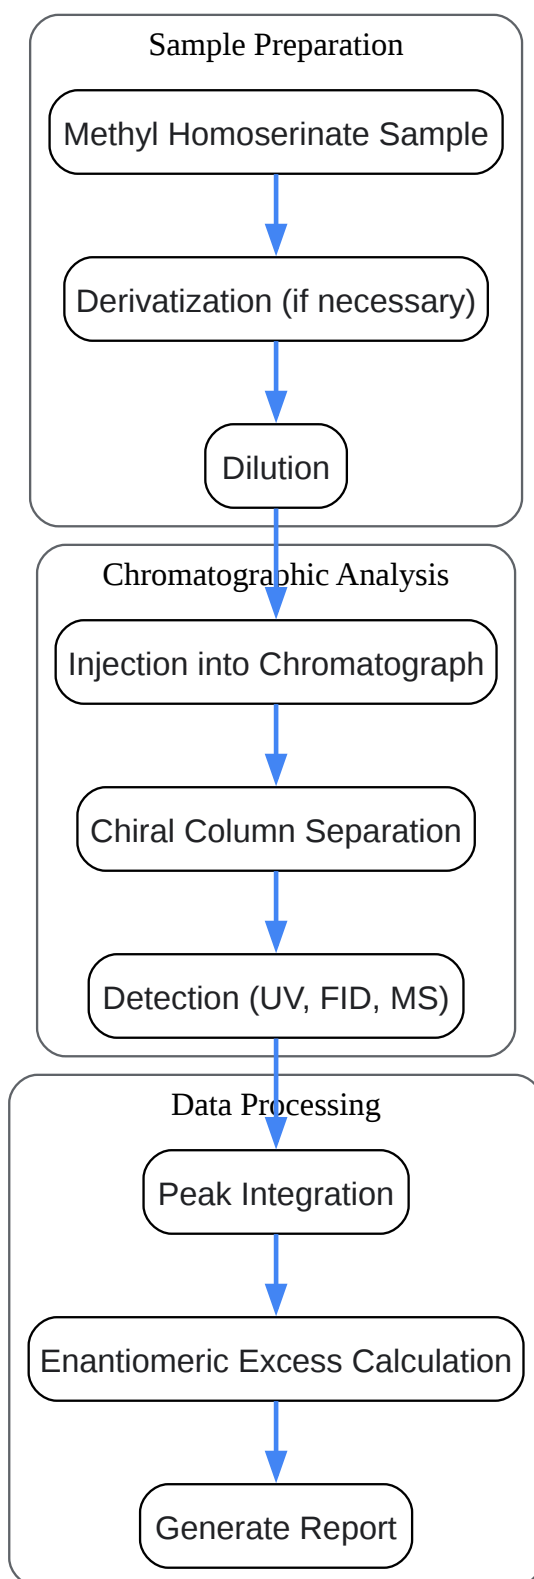 Sample Preparation
Methyl Homoserinate Sample
Derivatization (if necessary)
Dilution
Chromatographic Analysis
Injection into Chromatograph
Chiral Column Separation
Detection (UV, FID, MS)
Data Processing
Peak Integration
Enantiomeric Excess Calculation
Generate Report